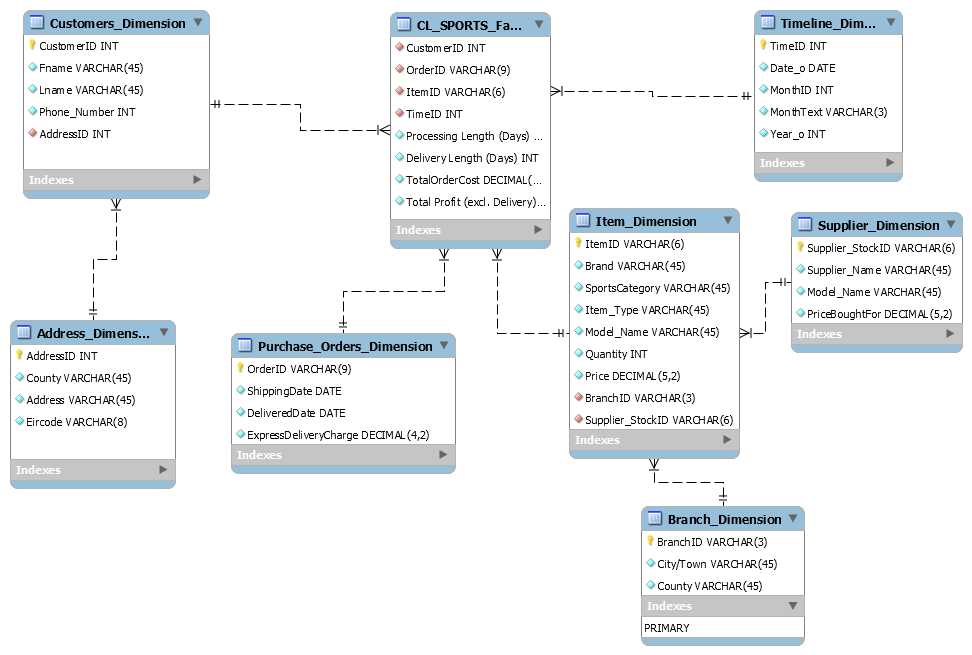 Customers_Dimension
CustomerID INT
Fname VARCHAR(45)
Lname VARCHAR(45)
Phone_Number INT
AddressID INT
Indexes
CL_SPORTS_Fa...
CustomerID INT
OrderID VARCHAR(9)
ItemID VARCHAR(6)
TimeID INT
Processing Length (Days) ...
Delivery Length (Days) INT
TotalOrderCost DECIMAL(...
Total Profit (excl. Delivery)...
Indexes
Timeline_Dim...
TimeID INT
Date_o DATE
MonthID INT
MonthText VARCHAR(3)
Year_o INT
Indexes
Item_Dimension
ItemID VARCHAR(6)
Brand VARCHAR(45)
SportsCategory VARCHAR(45)
Item_Type VARCHAR(45)
Model_Name VARCHAR(45)
Quantity INT
Price DECIMAL(5,2)
BranchID VARCHAR(3)
Supplier_StockID VARCHAR(6)
Indexes
Supplier_Dimension
Supplier_StockID VARCHAR(6)
Supplier_Name VARCHAR(45)
Model_Name VARCHAR(45)
PriceBoughtFor DECIMAL(5,2)
Indexes
Address_Dimens...
AddressID INT
County VARCHAR(45)
Address VARCHAR(45)
Eircode VARCHAR(8)
Indexes
Purchase_Orders_Dimension
OrderID VARCHAR(9)
ShippingDate DATE
DeliveredDate DATE
ExpressDeliveryCharge DECIMAL(4,2)
Indexes
Branch_Dimension
BranchID VARCHAR(3)
City/Town VARCHAR(45)
County VARCHAR(45)
Indexes
PRIMARY